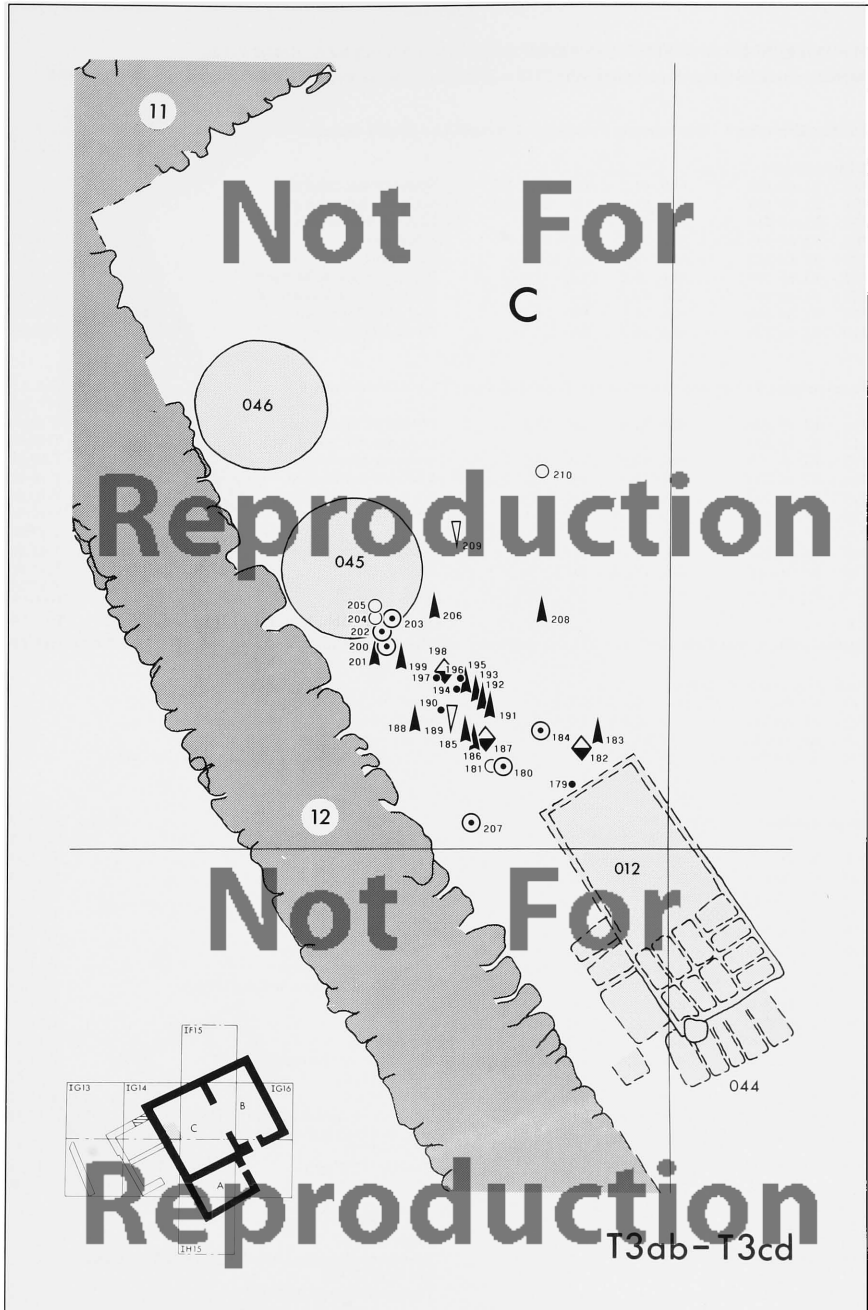 11
Not For
C
046
210
Reproduction
209
045
205
204
203
206
208
202
200
198
201
199
196
195
197
193
194
192
190
191
188
189
185
187
184
183
186
182
181
180
179
12
207
012
Not For
IF15
IG13
IG14
IG16
B
C
044
A
Reproduction
IH15
T3ab–T3cd